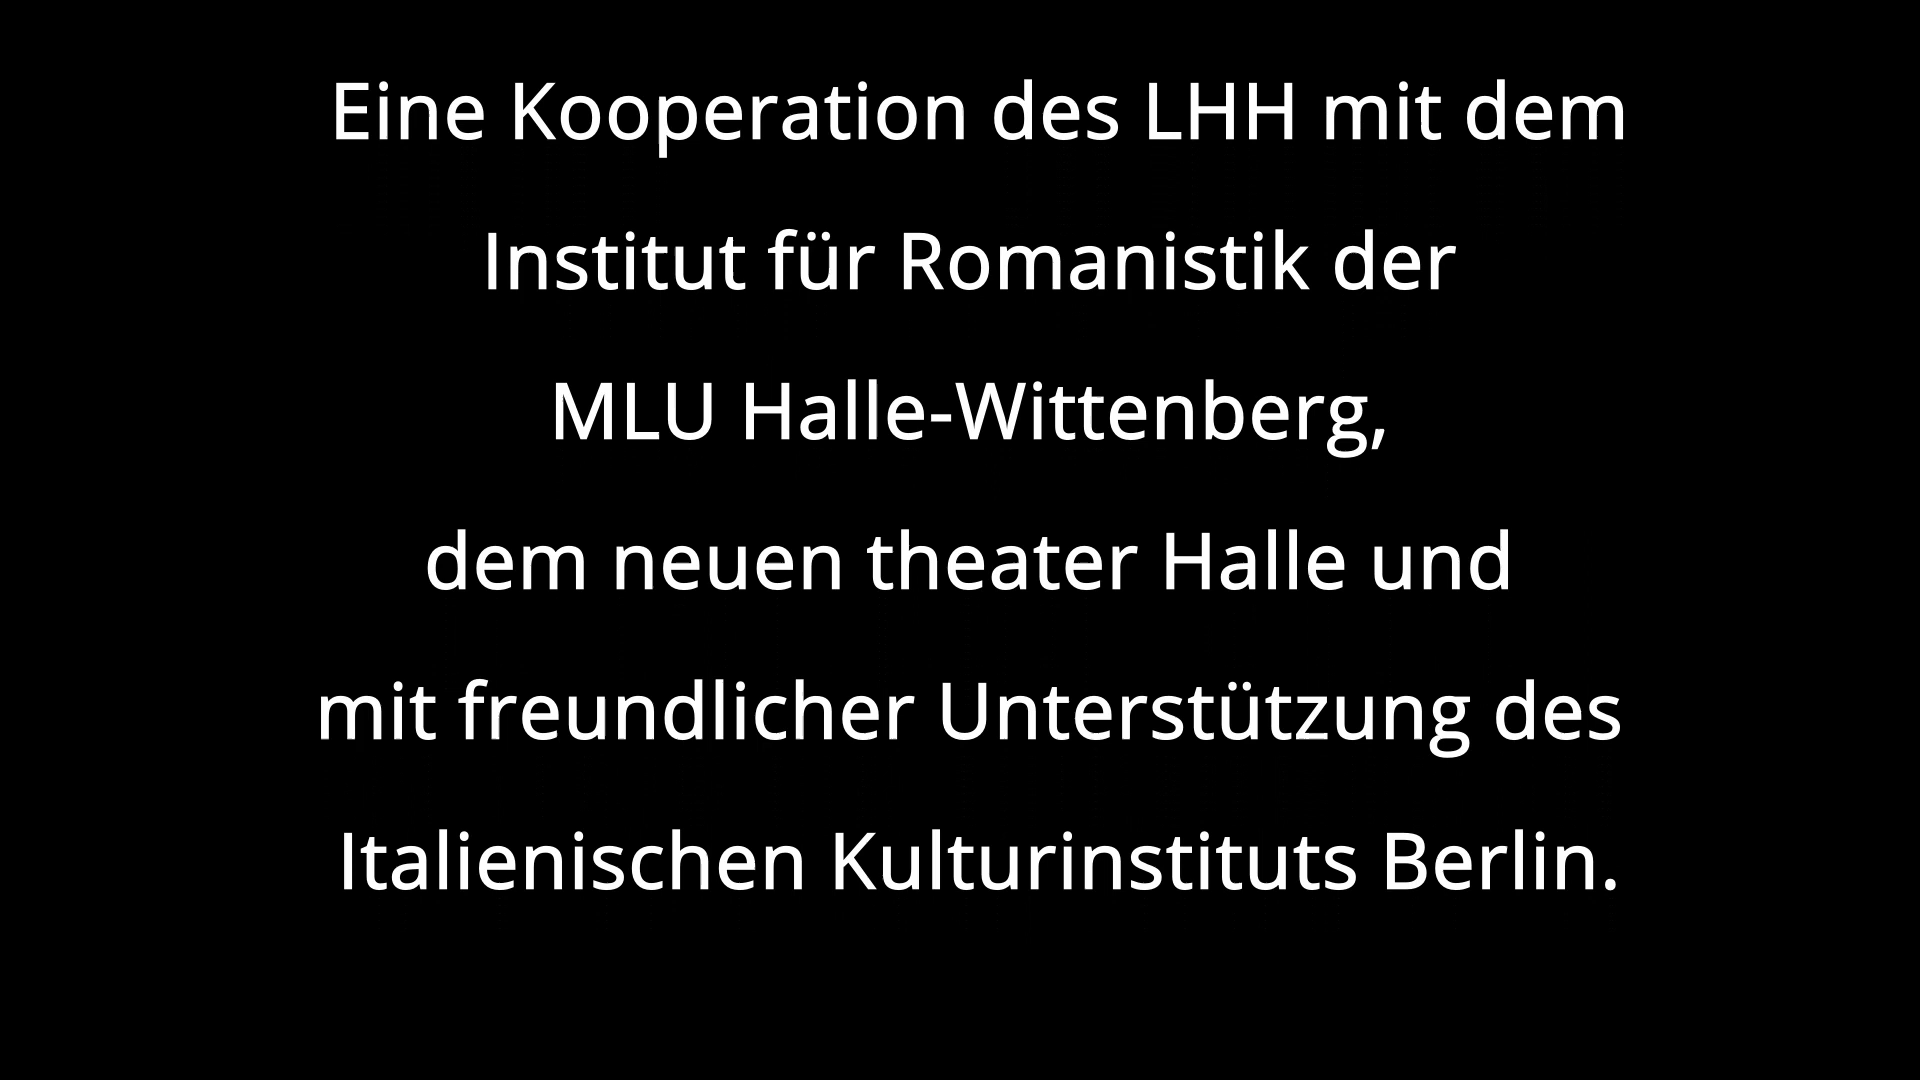 Eine Kooperation des LHH mit dem
Institut für Romanistik der
MLU Halle-Wittenberg,
dem neuen theater Halle und
mit freundlicher Unterstützung des
Italienischen Kulturinstituts Berlin.